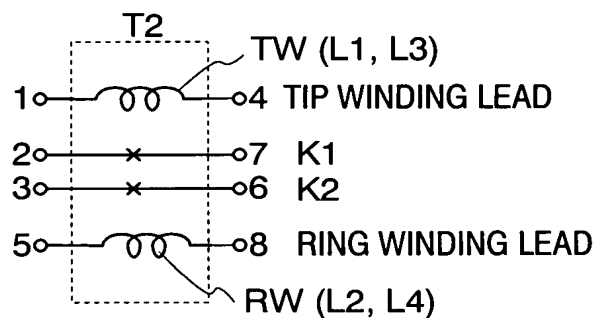 T2
TW (L1, L3)
1 4 TIP WINDING LEAD
2 7 K1
3 6 K2
5 8 RING WINDING LEAD
RW (L2, L4)